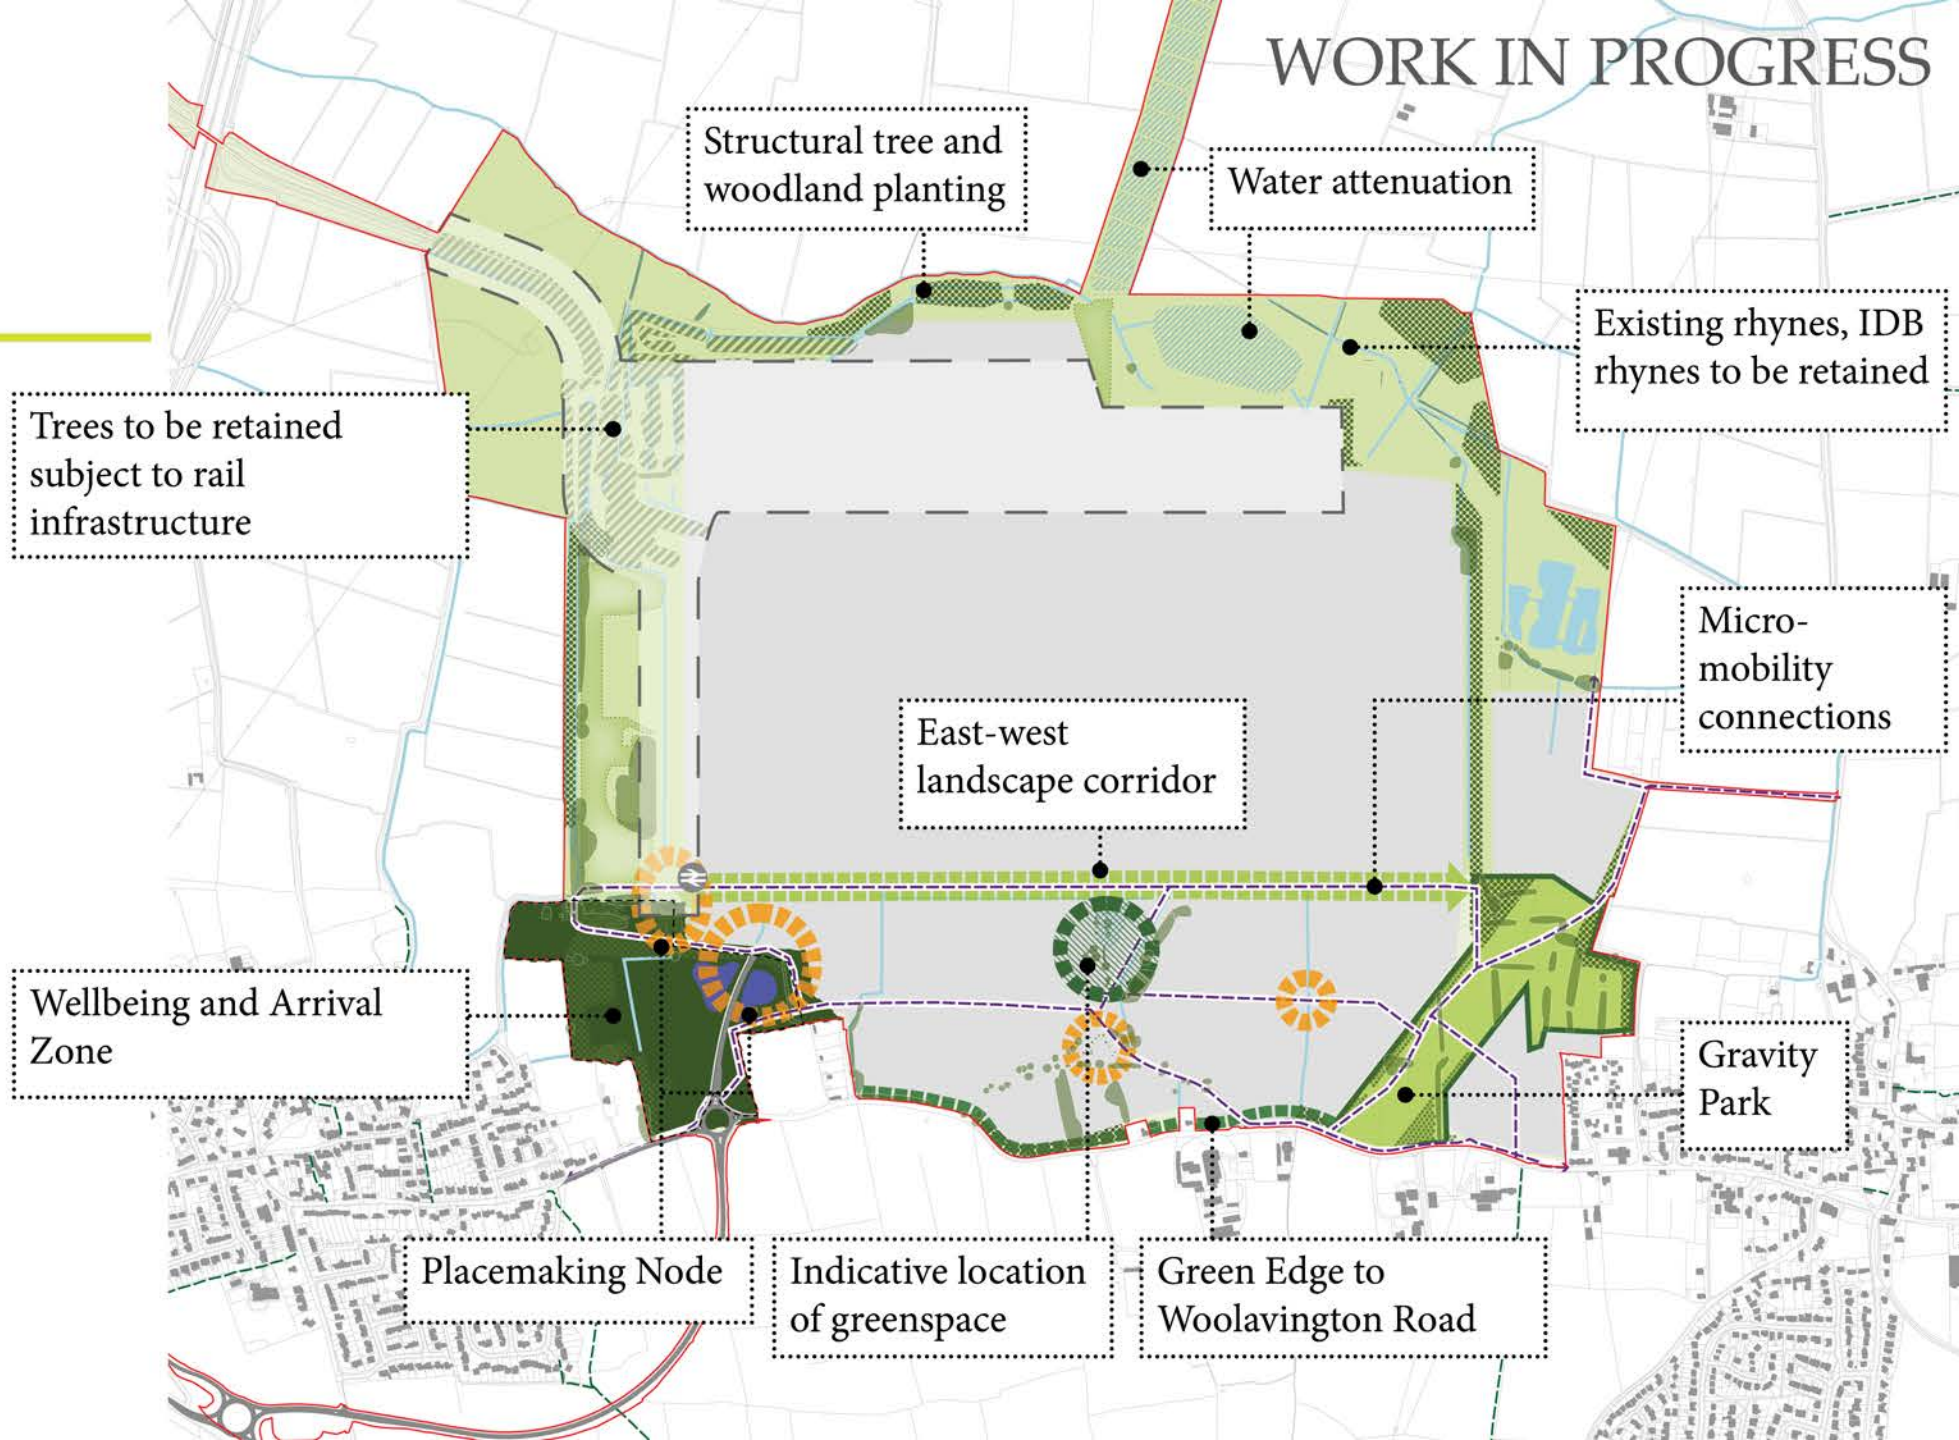 WORK IN PROGRESS
Structural tree and
woodland planting
Water attenuation
Existing rhynes, IDB
rhynes to be retained
Trees to be retained
subject to rail
infrastructure
Micro-
mobility
connections
East-west
landscape corridor
Wellbeing and Arrival
Zone
Gravity
Park
Placemaking Node
Indicative location
of greenspace
Green Edge to
Woolavington Road